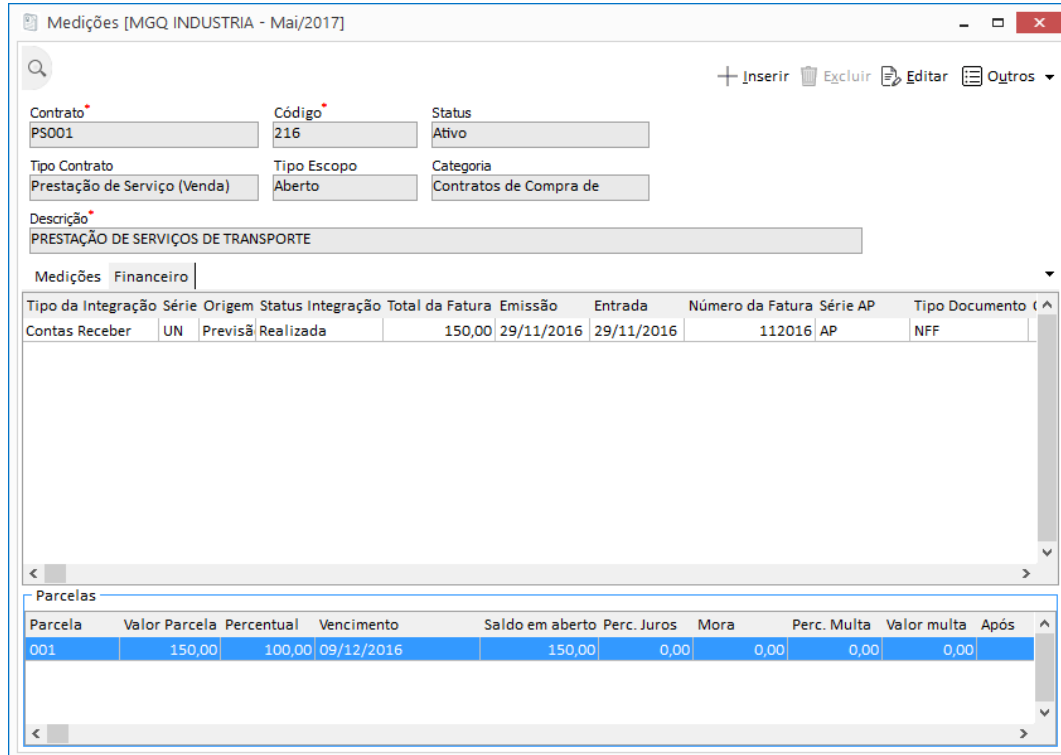 Medições [MGQ INDUSTRIA - Mai/2017]
Inserir Excluir Editar Outros
Contrato* Código* Status
PS001 216 Ativo
Tipo Contrato Tipo Escopo Categoria
Prestação de Serviço (Venda) Aberto Contratos de Compra de
Descrição*
PRESTAÇÃO DE SERVIÇOS DE TRANSPORTE
Medições Financeiro
Tipo da Integração Série Origem Status Integração Total da Fatura Emissão Entrada Número da Fatura Série AP Tipo Documento
Contas Receber UN Previsã Realizada 150,00 29/11/2016 29/11/2016 112016 AP NFF
Parcelas
Parcela Valor Parcela Percentual Vencimento Saldo em aberto Perc. Juros Mora Perc. Multa Valor multa Após
001 150,00 100,00 09/12/2016 150,00 0,00 0,00 0,00 0,00